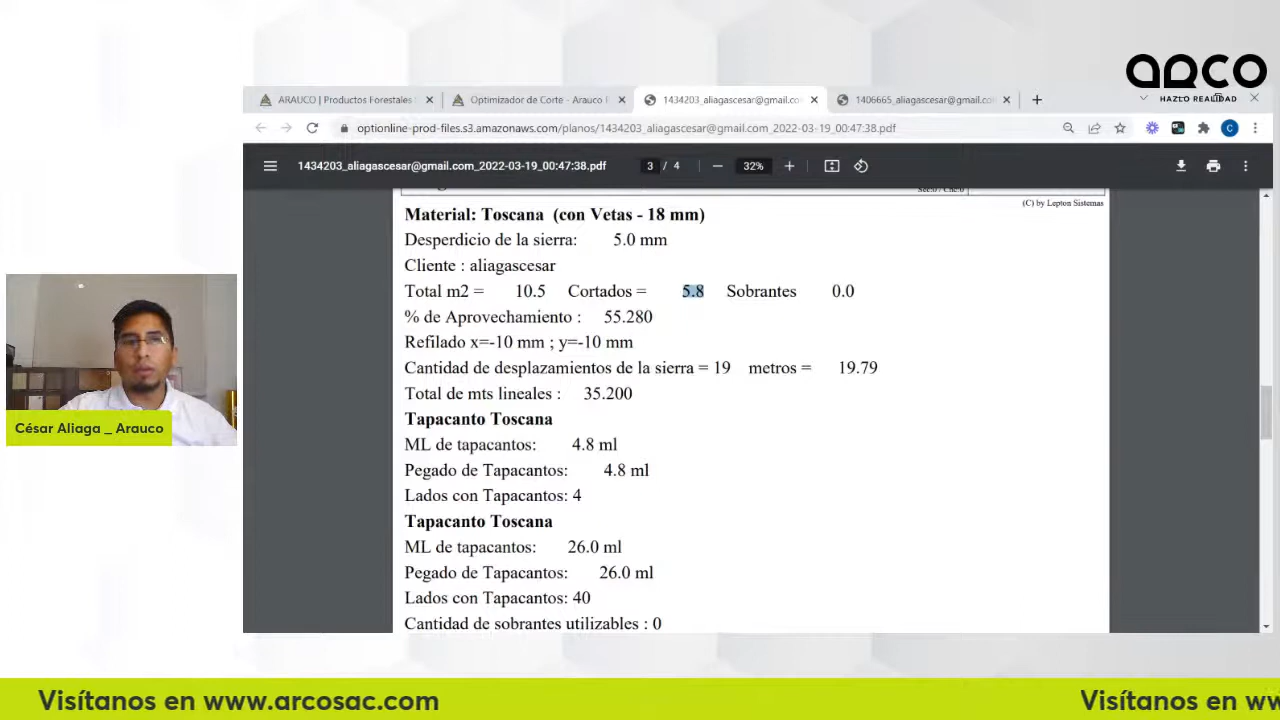 ARCO
HAZLO REALIDAD
ARAUCO | Productos Forestales
Optimizador de Corte - Arauco
1434203_aliagascesar@gmail.co
1406665_aliagascesar@gmail.co
optionline-prod-files.s3.amazonaws.com/planos/1434203_aliagascesar@gmail.com_2022-03-19_00:47:38.pdf
C
1434203_aliagascesar@gmail.com_2022-03-19_00:47:38.pdf
3 / 4
32%
(C) by Lepton Sistemas
Material: Toscana (con Vetas - 18 mm)
Desperdicio de la sierra: 5.0 mm
Cliente : aliagascesar
Total m2 = 10.5 Cortados = 5.8 Sobrantes 0.0
% de Aprovechamiento : 55.280
Refilado x=-10 mm ; y=-10 mm
Cantidad de desplazamientos de la sierra = 19 metros = 19.79
Total de mts lineales : 35.200
Tapacanto Toscana
ML de tapacantos: 4.8 ml
Pegado de Tapacantos: 4.8 ml
Lados con Tapacantos: 4
Tapacanto Toscana
ML de tapacantos: 26.0 ml
Pegado de Tapacantos: 26.0 ml
Lados con Tapacantos: 40
Cantidad de sobrantes utilizables : 0
César Aliaga _ Arauco
Visítanos en www.arcosac.com
Visítanos en ww